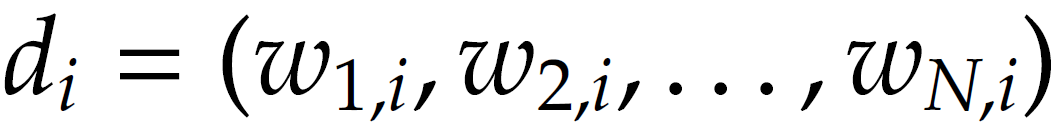 d_i = (w_{1,i}, w_{2,i}, . . . , w_{N,i})